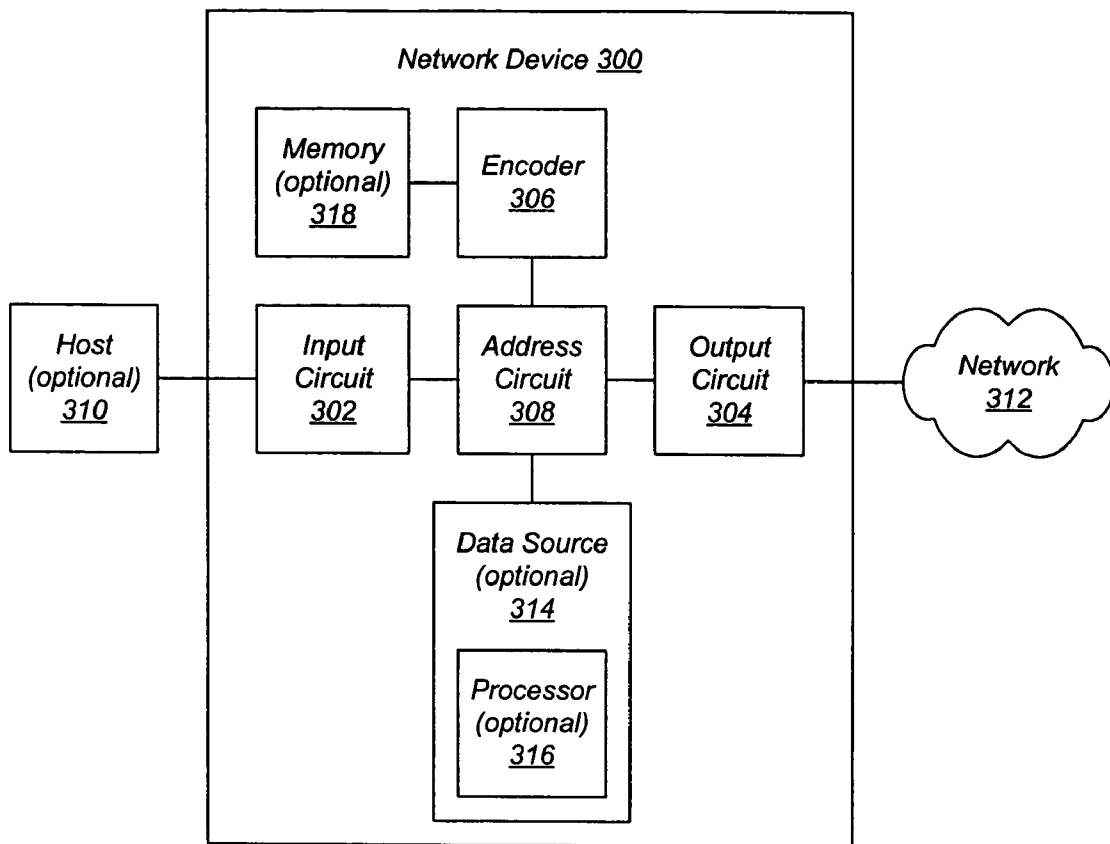 Network Device 300
Memory
(optional)
318
Encoder
306
Host
(optional)
310
Input
Circuit
302
Address
Circuit
308
Output
Circuit
304
Network
312
Data Source
(optional)
314
Processor
(optional)
316